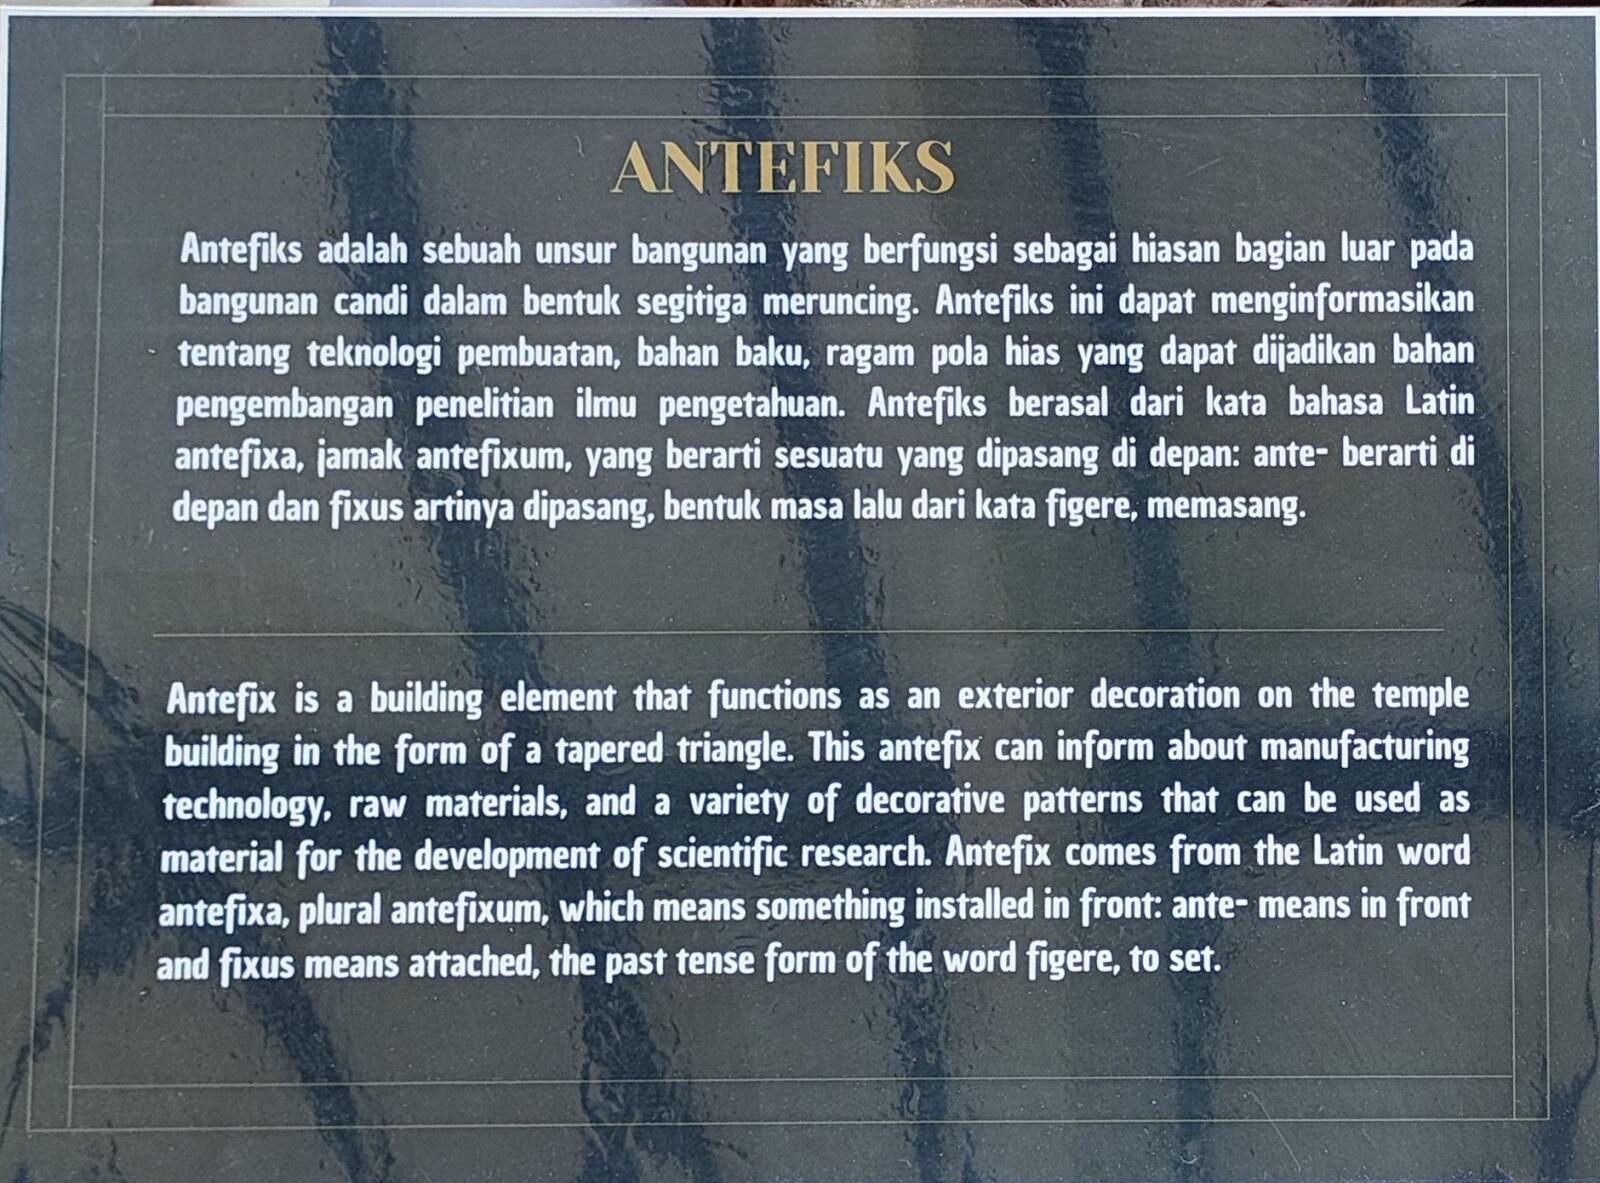 ANTEFIKS
Antefiks adalah sebuah unsur bangunan yang berfungsi sebagai hiasan bagian luar pada
bangunan candi dalam bentuk segitiga meruncing. Antefiks ini dapat menginformasikan
tentang teknologi pembuatan, bahan baku, ragam pola hias yang dapat dijadikan bahan
pengembangan penelitian ilmu pengetahuan. Antefiks berasal dari kata bahasa Latin
antefixa, jamak antefixum, yang berarti sesuatu yang dipasang di depan: ante- berarti di
depan dan fixus artinya dipasang, bentuk masa lalu dari kata figere, memasang.
Antefix is a building element that functions as an exterior decoration on the temple
building in the form of a tapered triangle. This antefix can inform about manufacturing
technology, raw materials, and a variety of decorative patterns that can be used as
material for the development of scientific research. Antefix comes from the Latin word
antefixa, plural antefixum, which means something installed in front: ante- means in front
and fixus means attached, the past tense form of the word figere, to set.